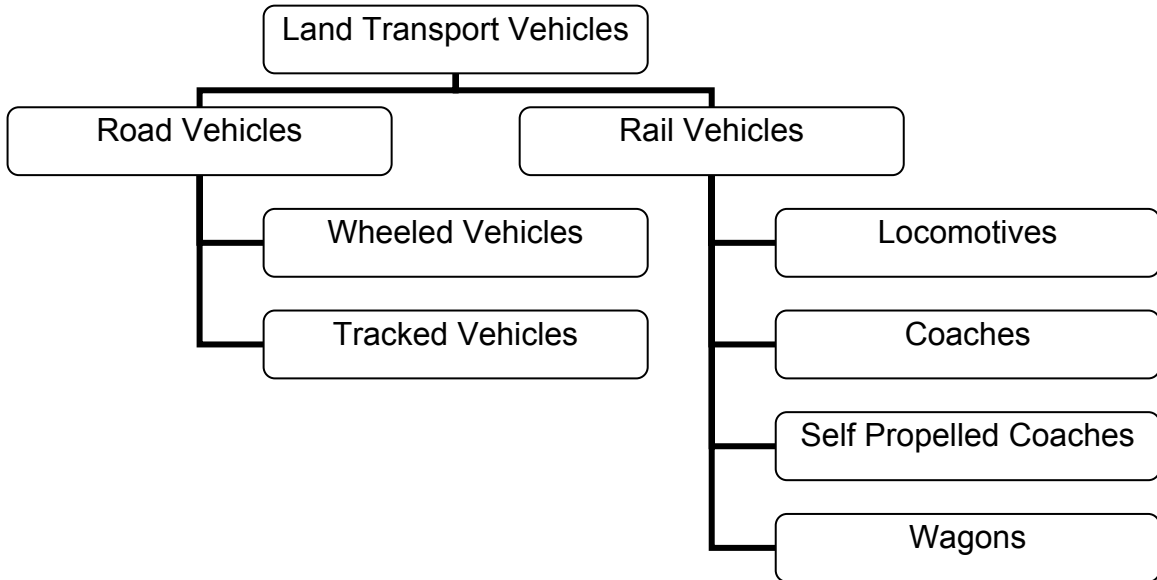 Land Transport Vehicles
Road Vehicles
Rail Vehicles
Wheeled Vehicles
Locomotives
Tracked Vehicles
Coaches
Self Propelled Coaches
Wagons